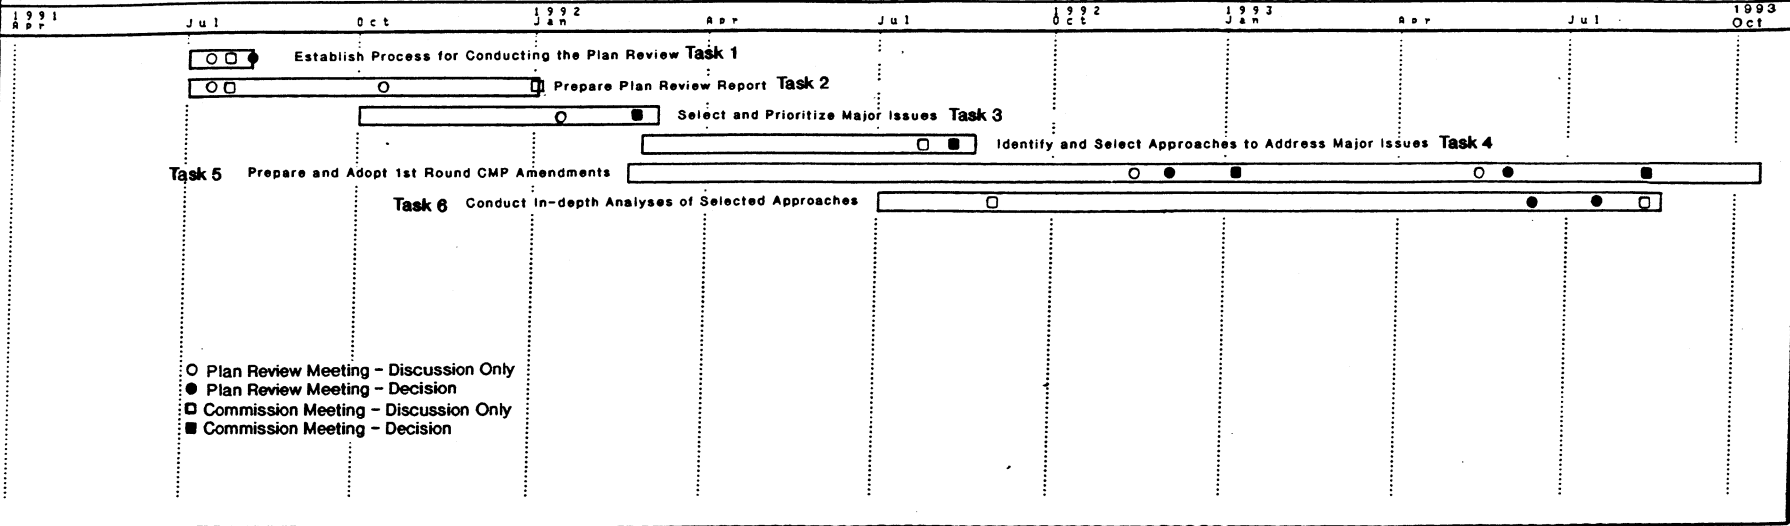 1991 1992 1992 1993 1993
Apr Jul Oct Jan Apr Jul Oct Jan Apr Jul Oct
Establish Process for Conducting the Plan Review Task 1
Prepare Plan Review Report Task 2
Select and Prioritize Major Issues Task 3
Identify and Select Approaches to Address Major Issues Task 4
Task 5 Prepare and Adopt 1st Round CMP Amendments
Task 6 Conduct In-depth Analyses of Selected Approaches
Plan Review Meeting - Discussion Only
Plan Review Meeting - Decision
Commission Meeting - Discussion Only
Commission Meeting - Decision